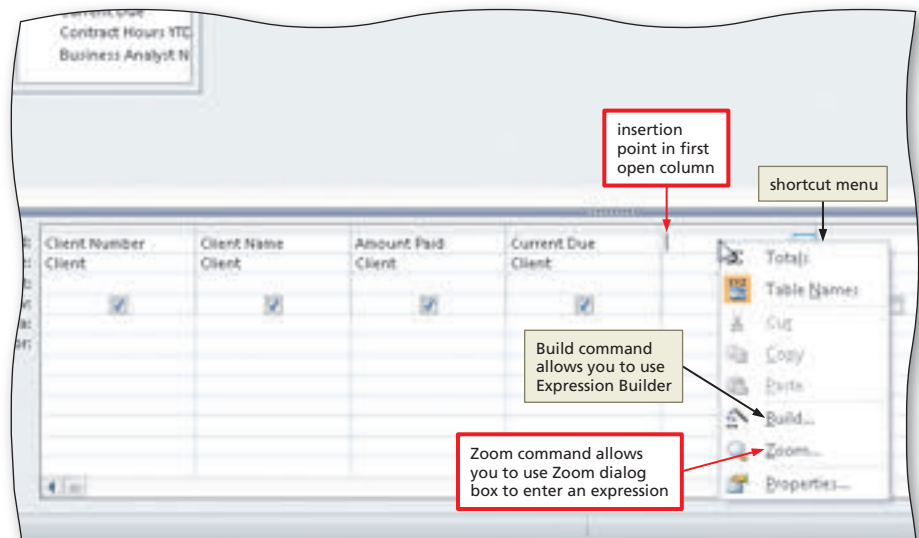 Current Due
Contract Hours YTD
Business Analyst N
insertion
point in first
open column
shortcut menu
Client Number
Client Name
Amount Paid
Current Due
Client
Client
Client
Client
Totals
Table Names
Cut
Copy
Paste
Build...
Zoom...
Properties...
Build command
allows you to use
Expression Builder
Zoom command allows
you to use Zoom dialog
box to enter an expression